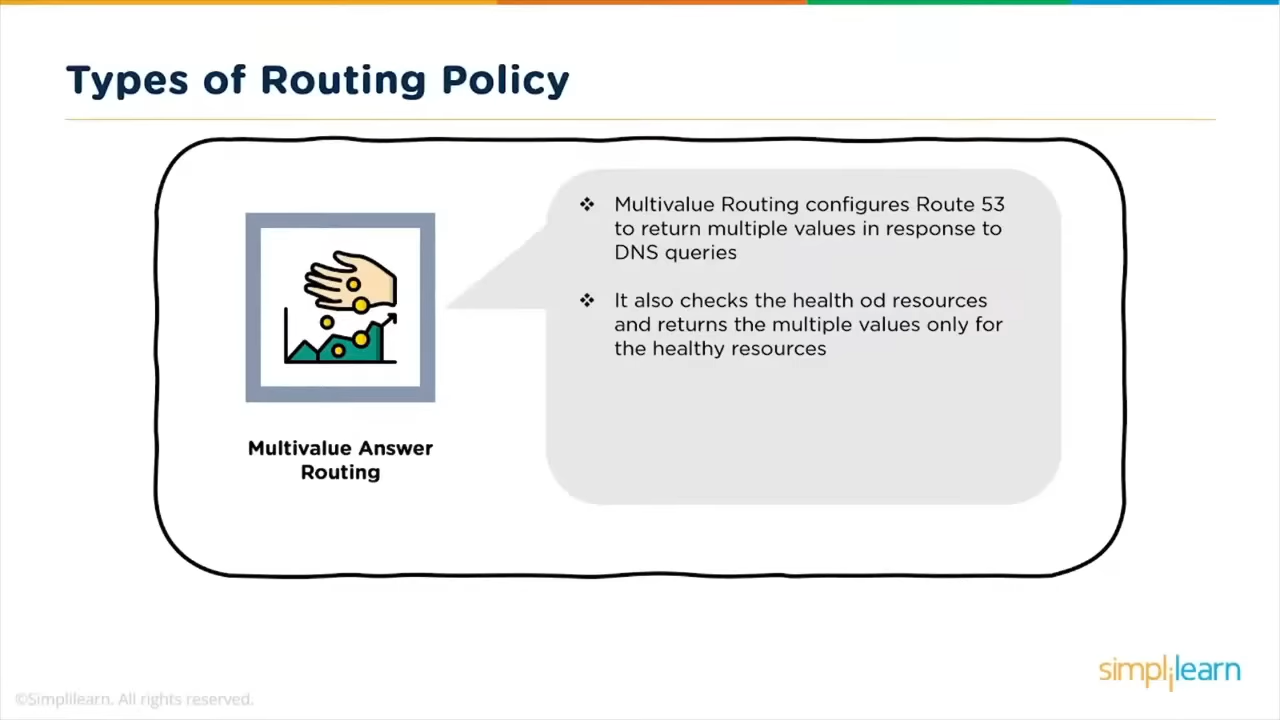 Types of Routing Policy
Multivalue Routing configures Route 53
to return multiple values in response to
DNS queries
It also checks the health od resources
and returns the multiple values only for
the healthy resources
Multivalue Answer
Routing
simplilearn
©Simplilearn. All rights reserved.